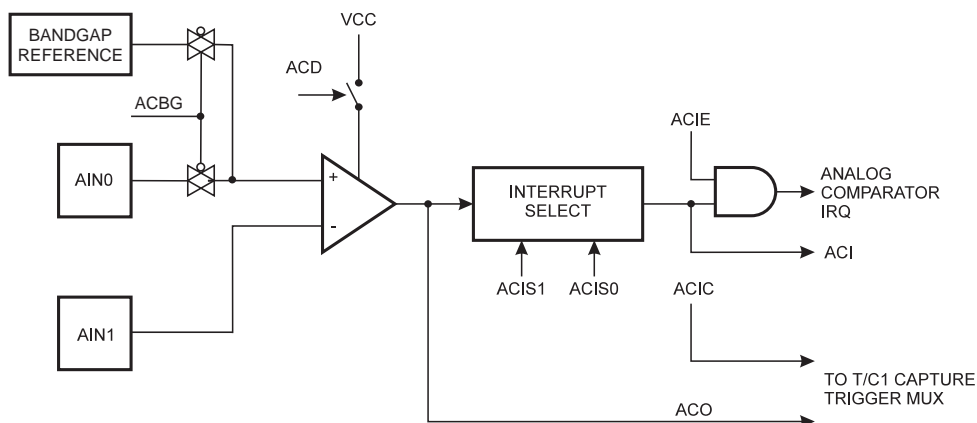 BANDGAP
REFERENCE
VCC
ACD
ACBG
ACIE
AIN0
+
-
INTERRUPT
SELECT
ANALOG
COMPARATOR
IRQ
ACI
ACIS1
ACIS0
ACIC
AIN1
TO T/C1 CAPTURE
TRIGGER MUX
ACO